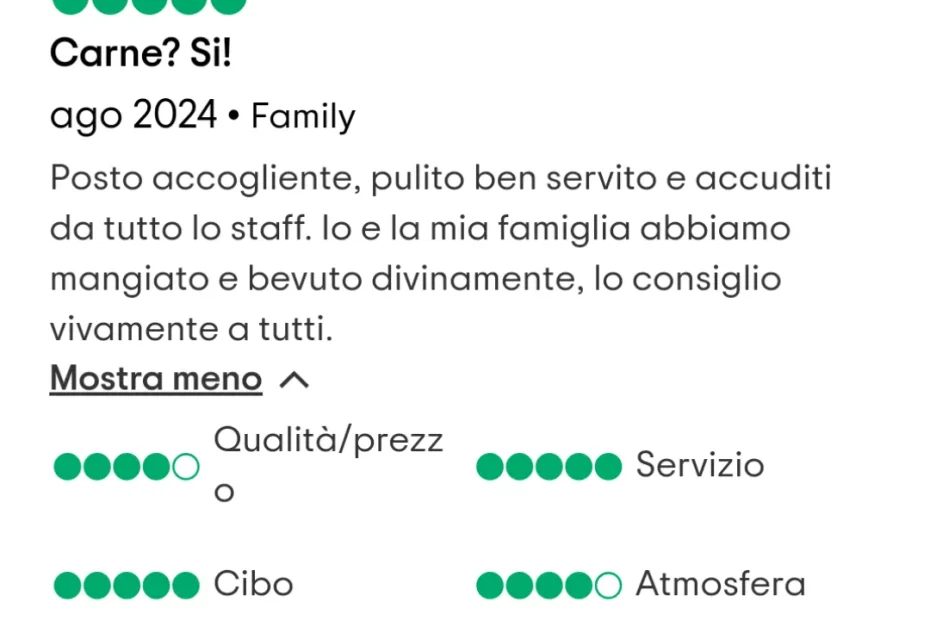 Carne? Si!
ago 2024 • Family
Posto accogliente, pulito ben servito e accuditi
da tutto lo staff. Io e la mia famiglia abbiamo
mangiato e bevuto divinamente, lo consiglio
vivamente a tutti.
Mostra meno
Qualità/prezz
o
Servizio
Cibo
Atmosfera